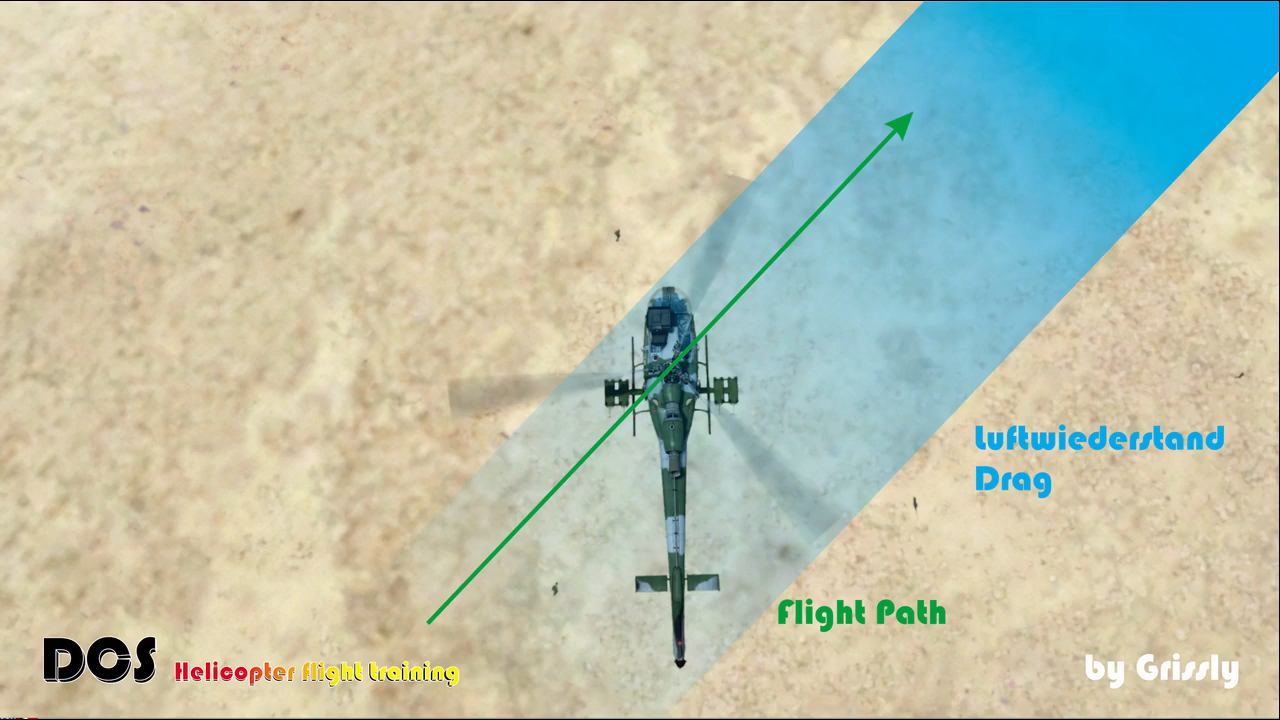 Luftwiederstand
Drag
Flight Path
DCS Helicopter flight training
by Grissly